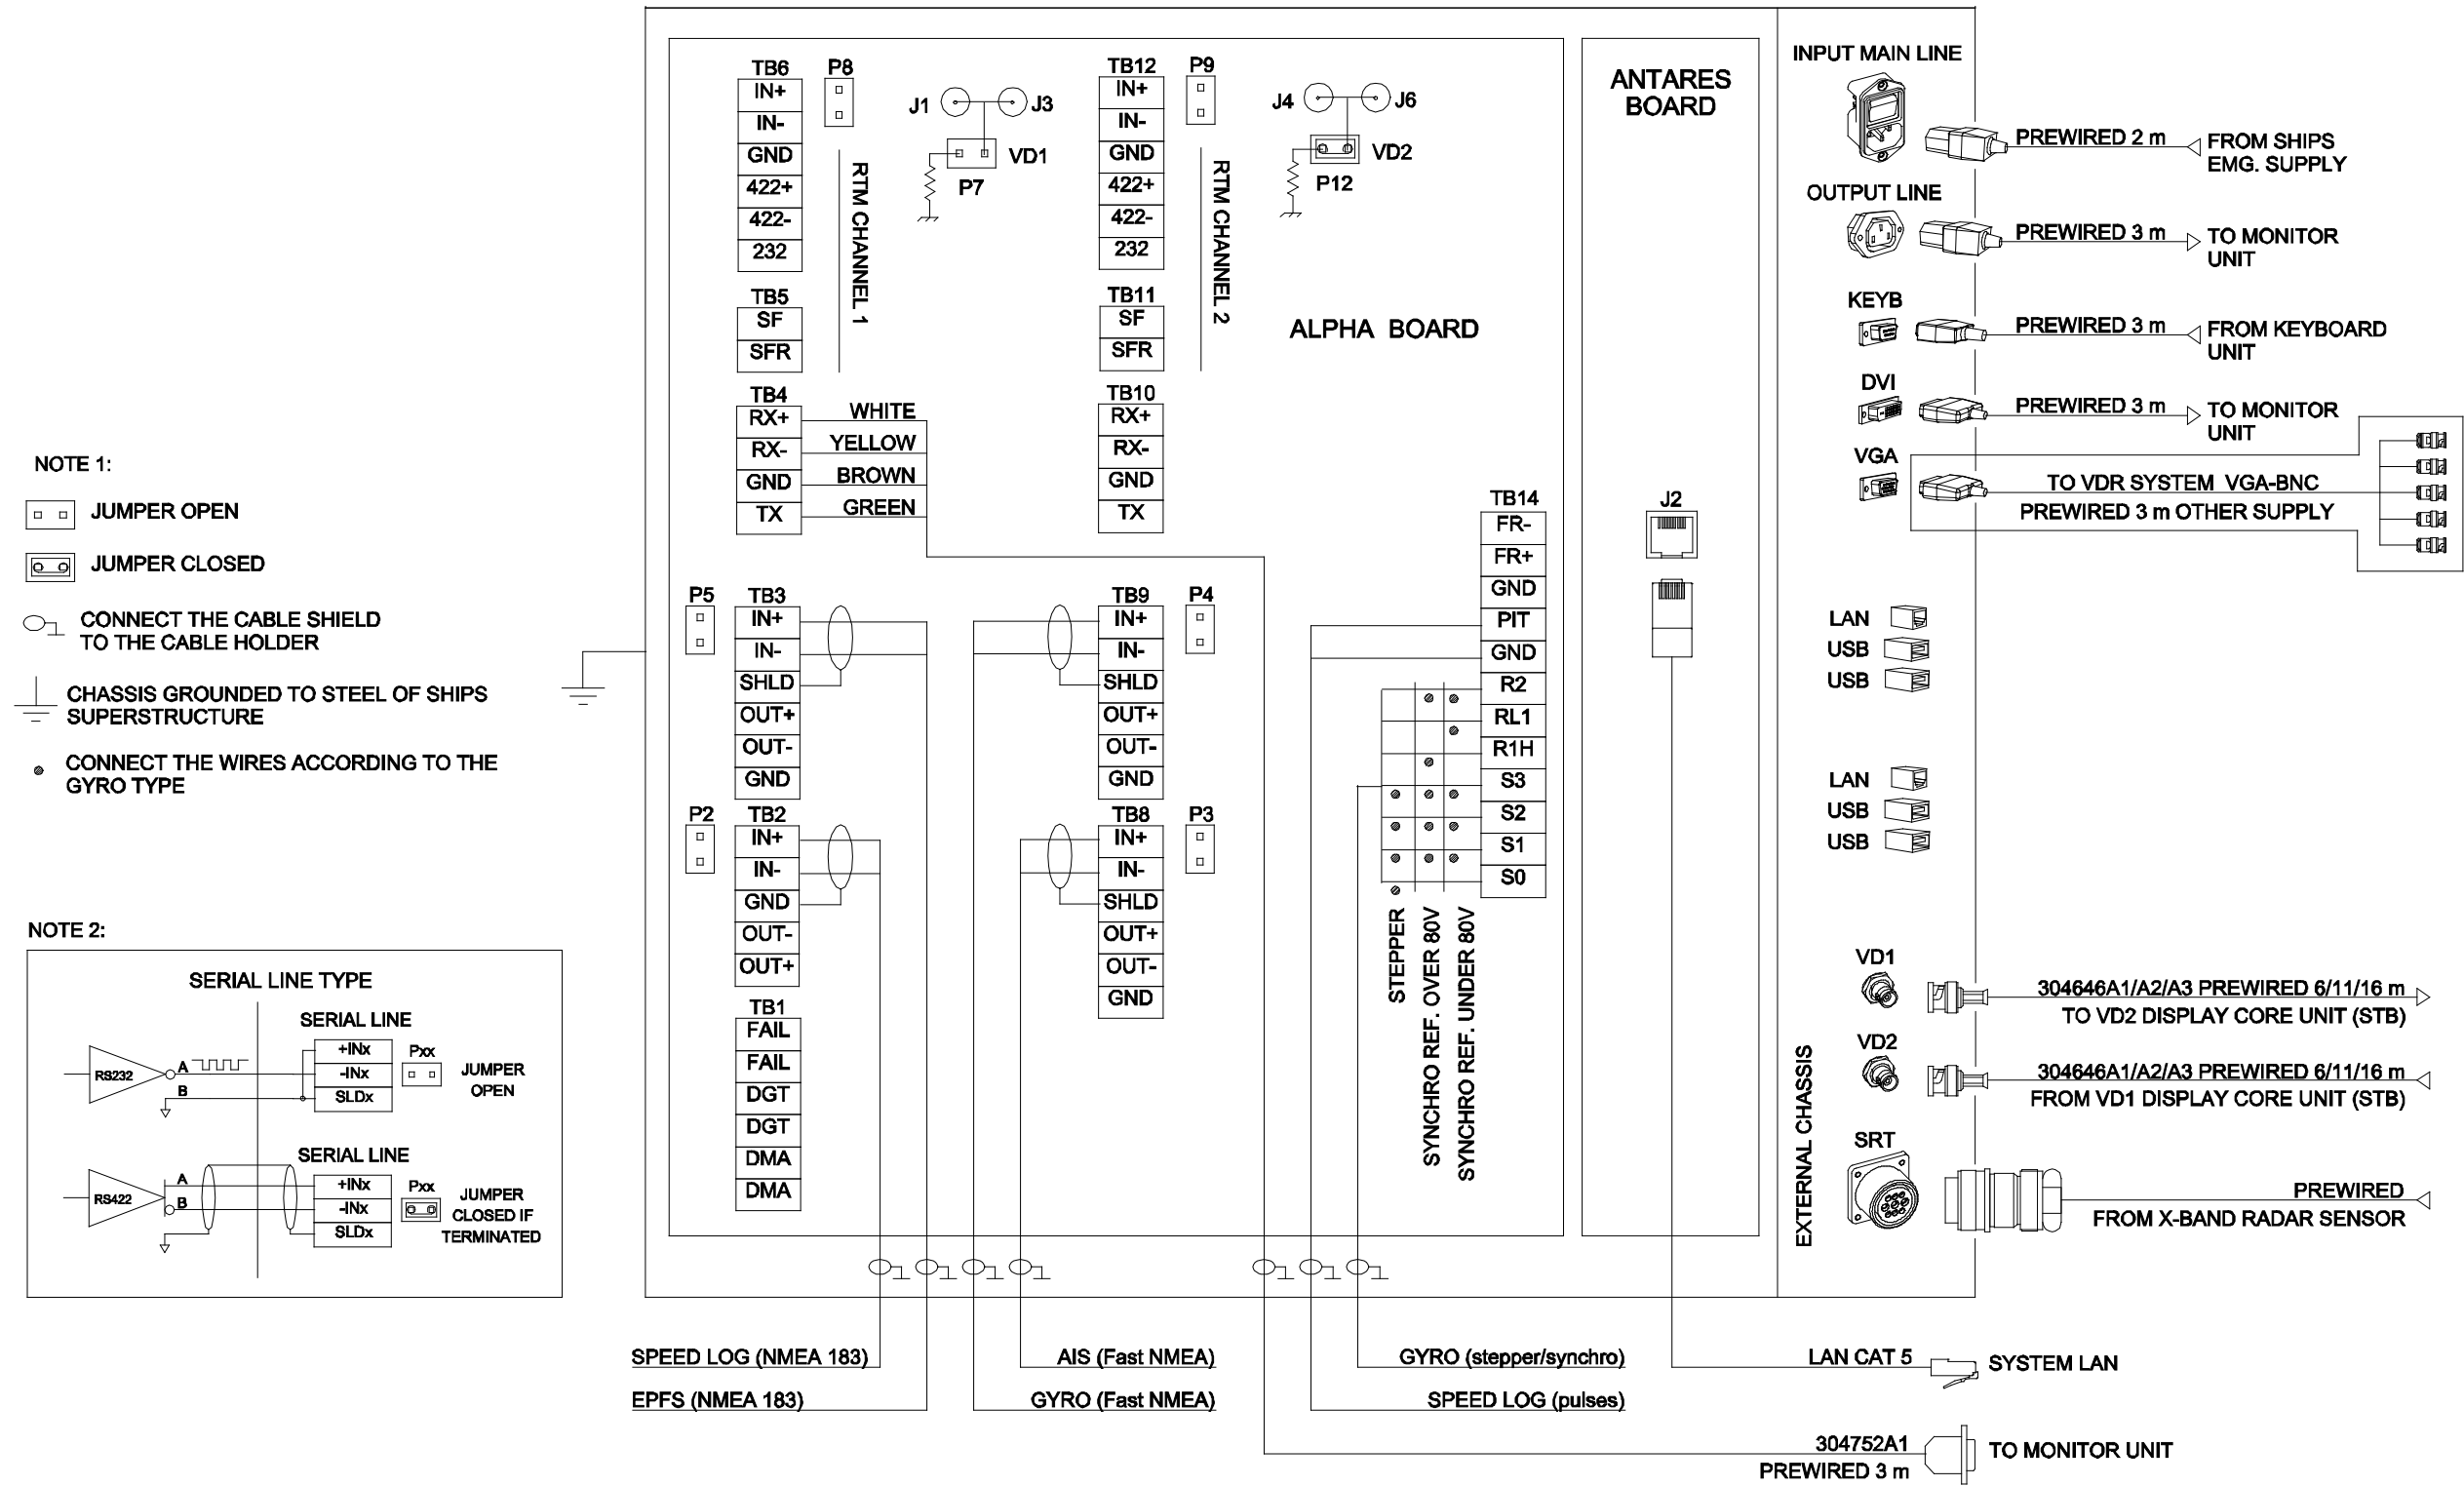 NOTE 1:
JUMPER OPEN
JUMPER CLOSED
CONNECT THE CABLE SHIELD
TO THE CABLE HOLDER
CHASSIS GROUNDED TO STEEL OF SHIPS
SUPERSTRUCTURE
CONNECT THE WIRES ACCORDING TO THE
GYRO TYPE
NOTE 2:
SERIAL LINE TYPE
SERIAL LINE
RS232
A
B
+INx
-INx
SLDx
Pxx
JUMPER
OPEN
SERIAL LINE
RS422
A
B
+INx
-INx
SLDx
Pxx
JUMPER
CLOSED IF
TERMINATED
TB6
IN+
IN-
GND
422+
422-
232
P8
RTM CHANNEL 1
J1
J3
VD1
P7
TB5
SF
SFR
TB4
RX+
RX-
GND
TX
WHITE
YELLOW
BROWN
GREEN
P5
TB3
IN+
IN-
SHLD
OUT+
OUT-
GND
P2
TB2
IN+
IN-
GND
OUT-
OUT+
TB1
FAIL
FAIL
DGT
DGT
DMA
DMA
TB12
IN+
IN-
GND
422+
422-
232
P9
RTM CHANNEL 2
J4
J6
VD2
P12
TB11
SF
SFR
ALPHA BOARD
TB10
RX+
RX-
GND
TX
TB9
IN+
IN-
SHLD
OUT+
OUT-
GND
P4
TB8
IN+
IN-
SHLD
OUT+
OUT-
GND
P3
TB14
FR-
FR+
GND
PIT
GND
R2
RL1
R1H
S3
S2
S1
S0
STEPPER
SYNCHRO REF. OVER 80V
SYNCHRO REF. UNDER 80V
ANTARES
BOARD
J2
INPUT MAIN LINE
PREWIRED 2 m
FROM SHIPS
EMG. SUPPLY
OUTPUT LINE
PREWIRED 3 m
TO MONITOR
UNIT
KEYB
PREWIRED 3 m
FROM KEYBOARD
UNIT
DVI
PREWIRED 3 m
TO MONITOR
UNIT
VGA
TO VDR SYSTEM VGA-BNC
PREWIRED 3 m OTHER SUPPLY
LAN
USB
USB
LAN
USB
USB
EXTERNAL CHASSIS
VD1
304646A1/A2/A3 PREWIRED 6/11/16 m
TO VD2 DISPLAY CORE UNIT (STB)
VD2
304646A1/A2/A3 PREWIRED 6/11/16 m
FROM VD1 DISPLAY CORE UNIT (STB)
SRT
PREWIRED
FROM X-BAND RADAR SENSOR
SPEED LOG (NMEA 183)
EPFS (NMEA 183)
AIS (Fast NMEA)
GYRO (Fast NMEA)
GYRO (stepper/synchro)
SPEED LOG (pulses)
LAN CAT 5
SYSTEM LAN
304752A1
PREWIRED 3 m
TO MONITOR UNIT